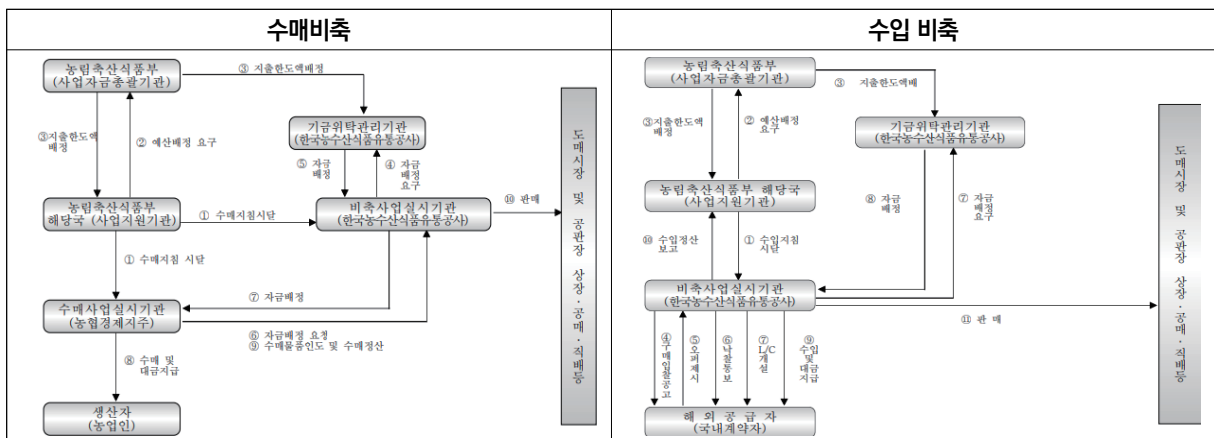 수매비축
농림축산식품부
(사업자금총괄기관)
③ 지출한도액배정
③지출한도액
배정
② 예산배정 요구
기금위탁관리기관
(한국농수산식품유통공사)
⑤ 자금
배정
④ 자금
배정
요구
농림축산식품부
해당국 (사업지원기관)
① 수매지침시달
비축사업실시기관
(한국농수산식품유통공사)
⑩ 판매
① 수매지침 시달
⑦ 자금배정
수매사업실시기관
(농협경제지주)
⑥ 자금배정 요청
⑨ 수매물품인도 및 수매정산
⑧ 수매 및
대금지급
생산자
(농업인)
도매시장 및 공판장 상장·공매·직배등
수입 비축
농림축산식품부
(사업자금총괄기관)
③ 지출한도액배
③지출한도액
배정
② 예산배정
요구
기금위탁관리기관
(한국농수산식품유통공사)
농림축산식품부 해당국
(사업지원기관)
⑧ 자금
배정
⑦ 자금
배정
요구
⑩ 수입정산
보고
① 수입지침
시달
비축사업실시기관
(한국농수산식품유통공사)
⑪ 판 매
④구매입찰공고
⑤오퍼제시
⑥낙찰통보
⑦L/C개설
⑨수입및대금지급
해 외 공 급 자
(국내계약자)
도매시장 및 공판장 상장·공매·직배등